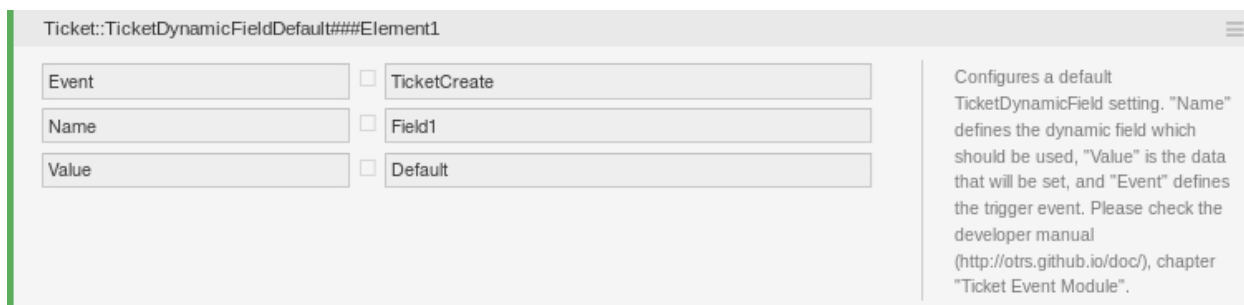 Ticket::TicketDynamicFieldDefault###Element1
Event TicketCreate
Name Field1
Value Default
Configures a default
TicketDynamicField setting. "Name"
defines the dynamic field which
should be used, "Value" is the data
that will be set, and "Event" defines
the trigger event. Please check the
developer manual
(http://otrs.github.io/doc/), chapter
"Ticket Event Module".